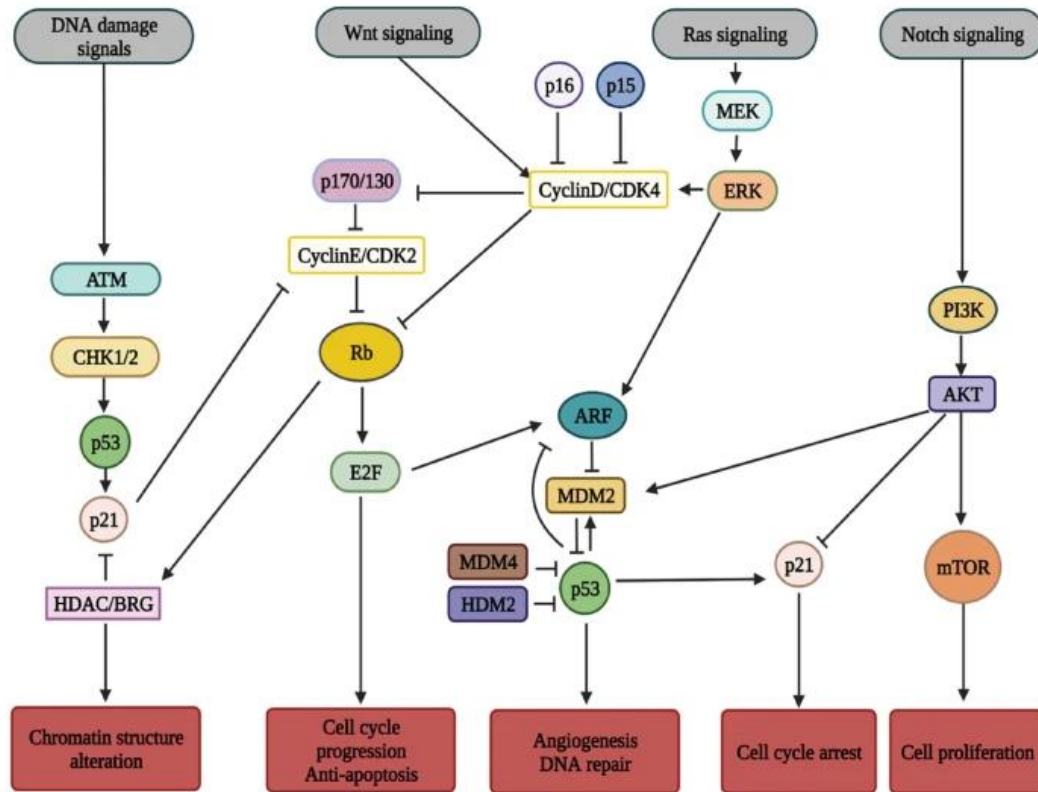 DNA damage
signals
Wnt signaling
Ras signaling
Notch signaling
p16
p15
MEK
p170/130
CyclinD/CDK4
ERK
CyclinE/CDK2
ATM
PI3K
CHK1/2
Rb
AKT
ARF
p53
E2F
MDM2
p21
MDM4
p53
p21
mTOR
HDAC/BRG
HDM2
Chromatin structure
alteration
Cell cycle
progression
Anti-apoptosis
Angiogenesis
DNA repair
Cell cycle arrest
Cell proliferation